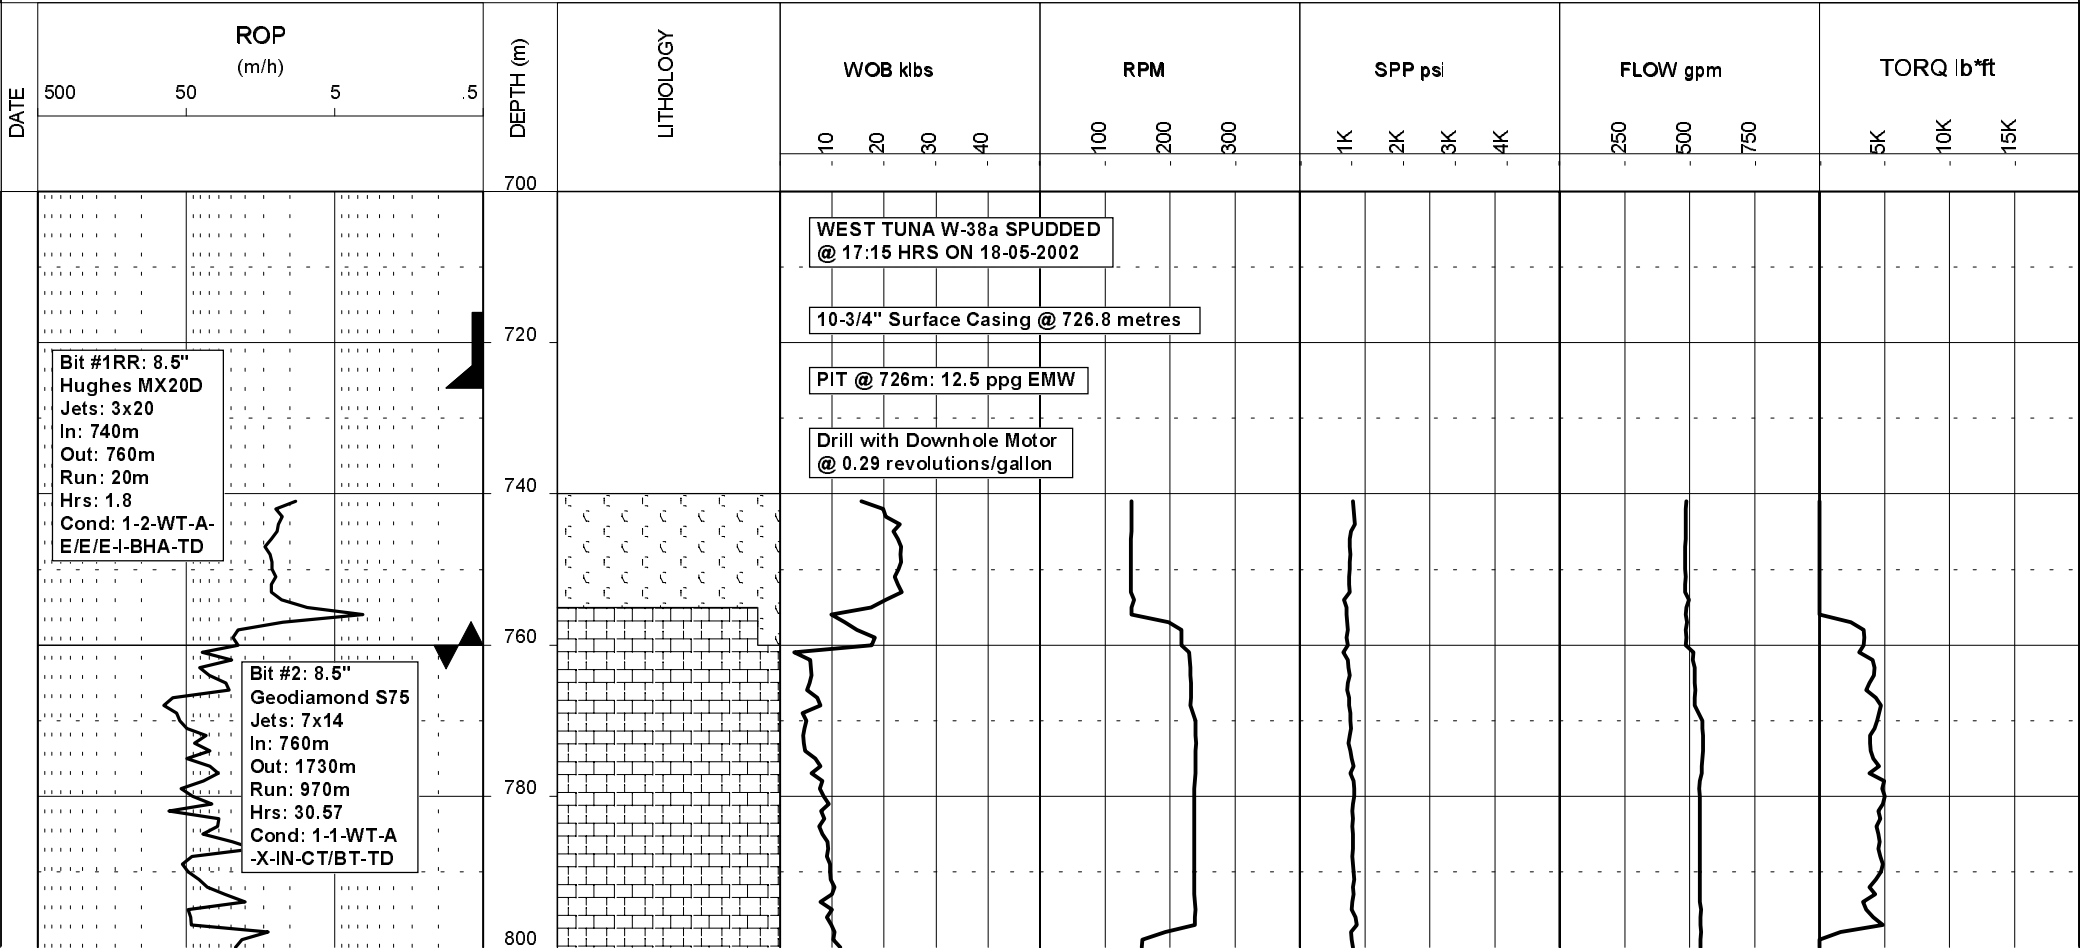 DATE
ROP
(m/h)
500 50 5 .5
DEPTH (m)
LITHOLOGY
WOB klbs
10 20 30 40
RPM
100 200 300
SPP psi
1K 2K 3K 4K
FLOW gpm
250 500 750
TORQ lb*ft
5K 10K 15K
700
WEST TUNA W-38a SPUDDED
@ 17:15 HRS ON 18-05-2002
10-3/4" Surface Casing @ 726.8 metres
720
Bit #1RR: 8.5"
Hughes MX20D
Jets: 3x20
In: 740m
Out: 760m
Run: 20m
Hrs: 1.8
Cond: 1-2-WT-A-
E/E/E-I-BHA-TD
PIT @ 726m: 12.5 ppg EMW
Drill with Downhole Motor
@ 0.29 revolutions/gallon
740
760
Bit #2: 8.5"
Geodiamond S75
Jets: 7x14
In: 760m
Out: 1730m
Run: 970m
Hrs: 30.57
Cond: 1-1-WT-A
-X-IN-CT/BT-TD
780
800